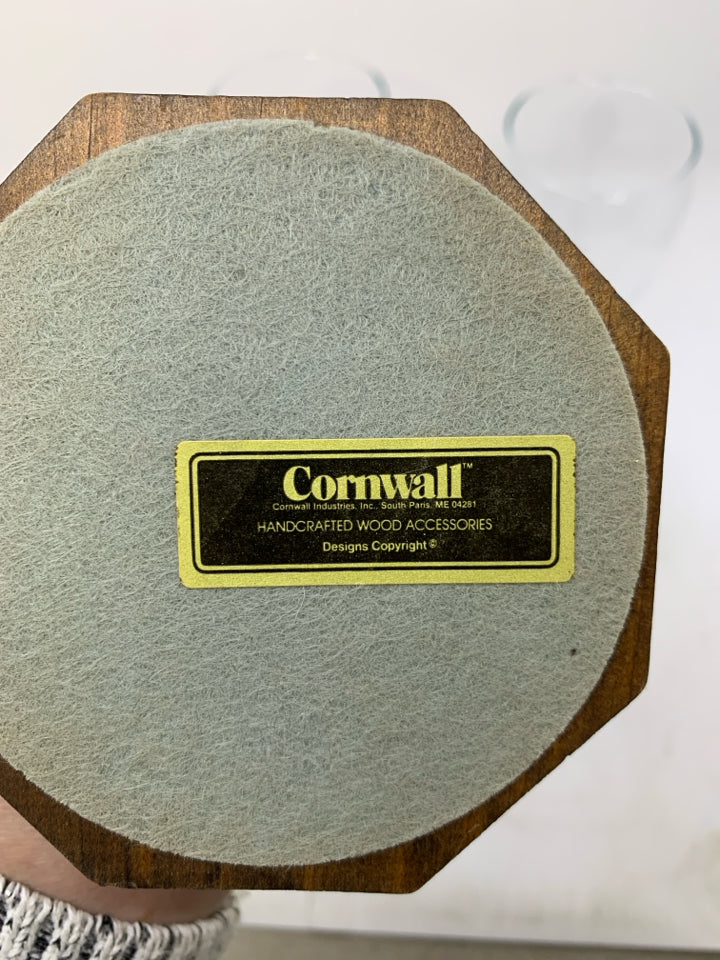 Cornwall™
Cornwall Industries, Inc., South Paris, ME 04281
HANDCRAFTED WOOD ACCESSORIES
Designs Copyright ©